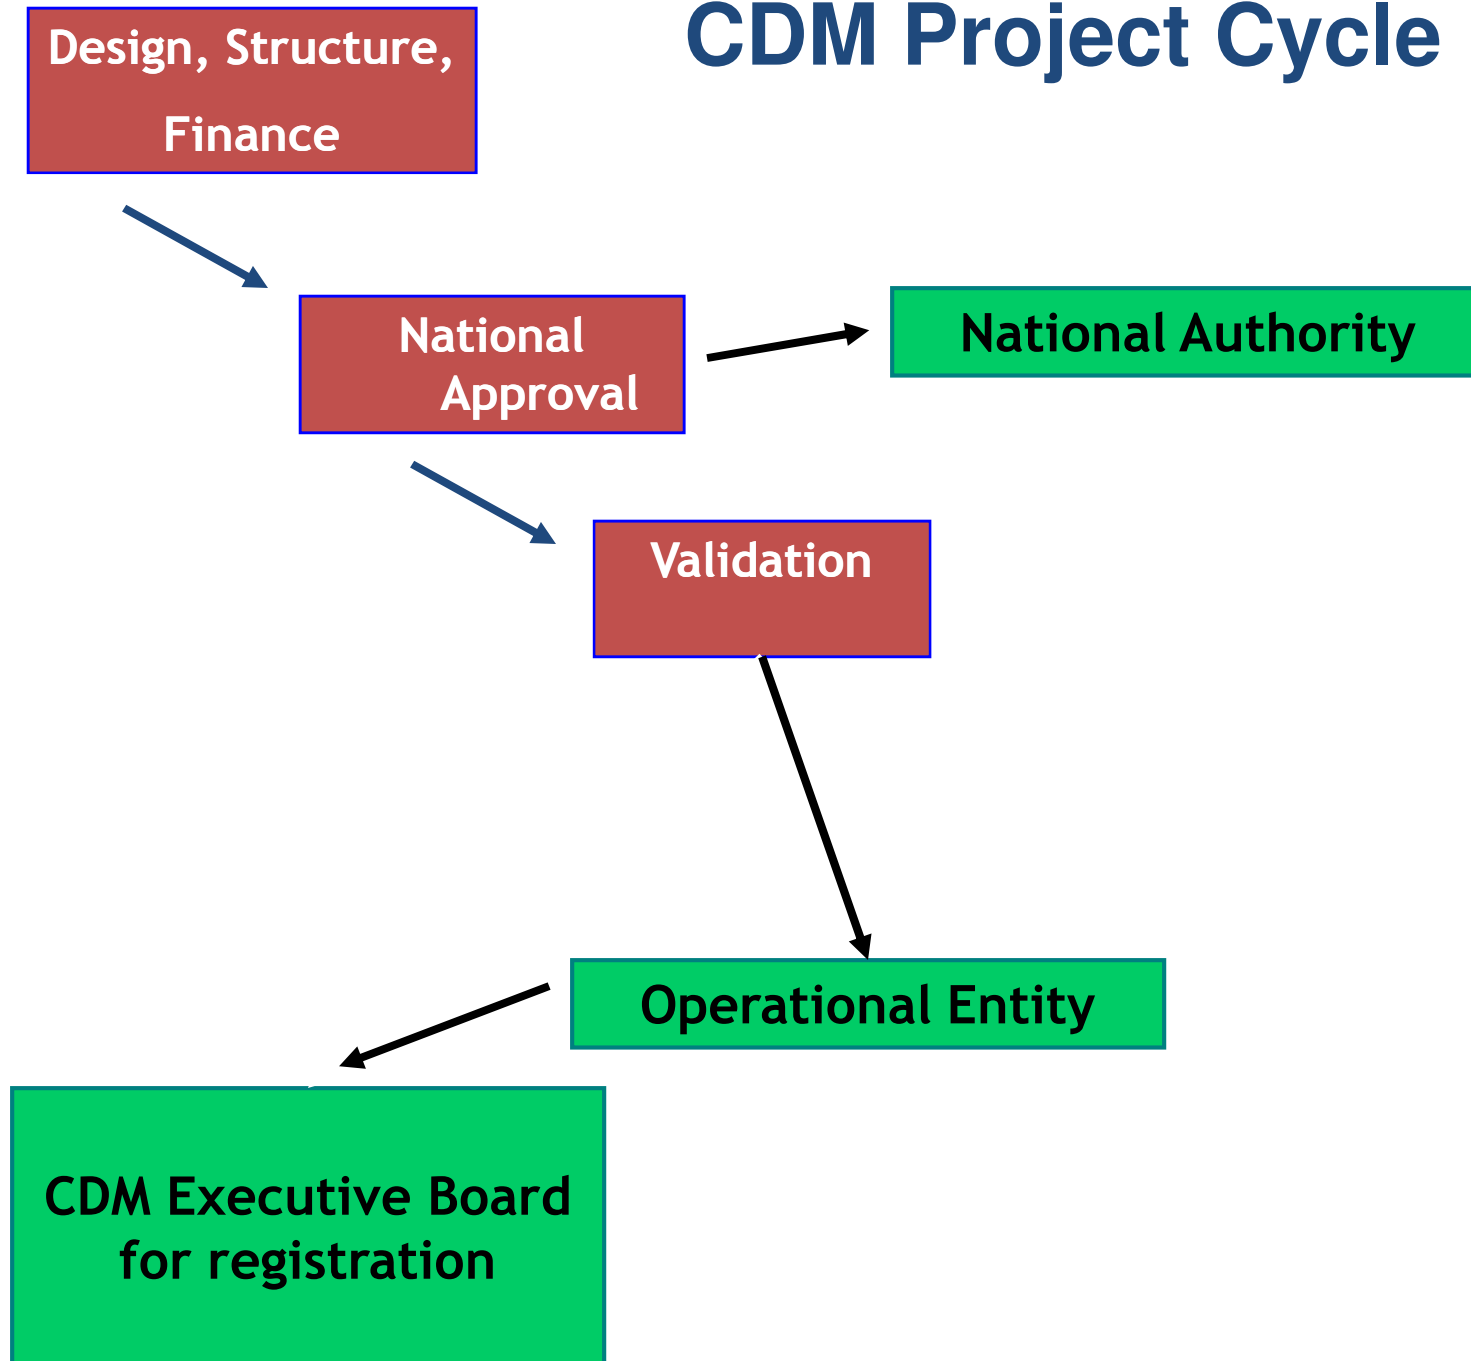 CDM Project Cycle
Design, Structure,
Finance
National
Approval
National Authority
Validation
Operational Entity
CDM Executive Board
for registration